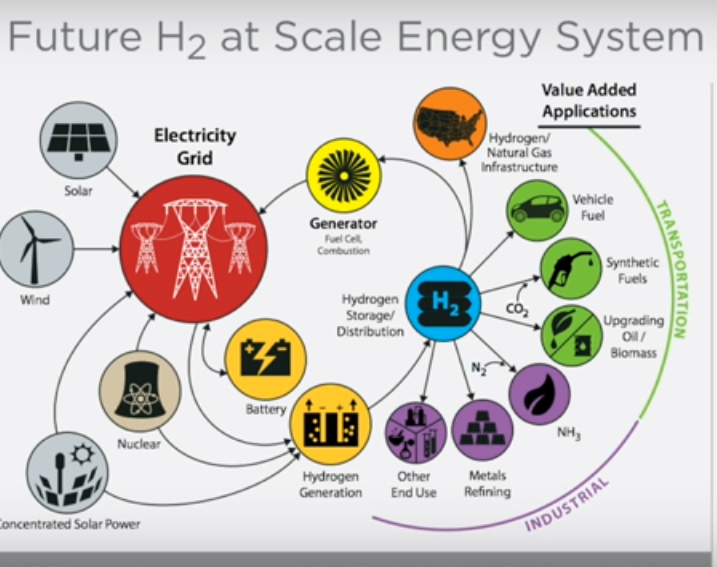 Future H2 at Scale Energy System
Value Added
Applications
Electricity
Grid
Solar
Hydrogen/
Natural Gas
Infrastructure
Vehicle
Fuel
Generator
Fuel Cell,
Combustion
TRANSPORTATION
Synthetic
Fuels
Wind
Hydrogen
Storage/
Distribution
H2
CO2
Upgrading
Oil /
Biomass
N2
Battery
Nuclear
NH3
Hydrogen
Generation
Other
End Use
Metals
Refining
INDUSTRIAL
Concentrated Solar Power